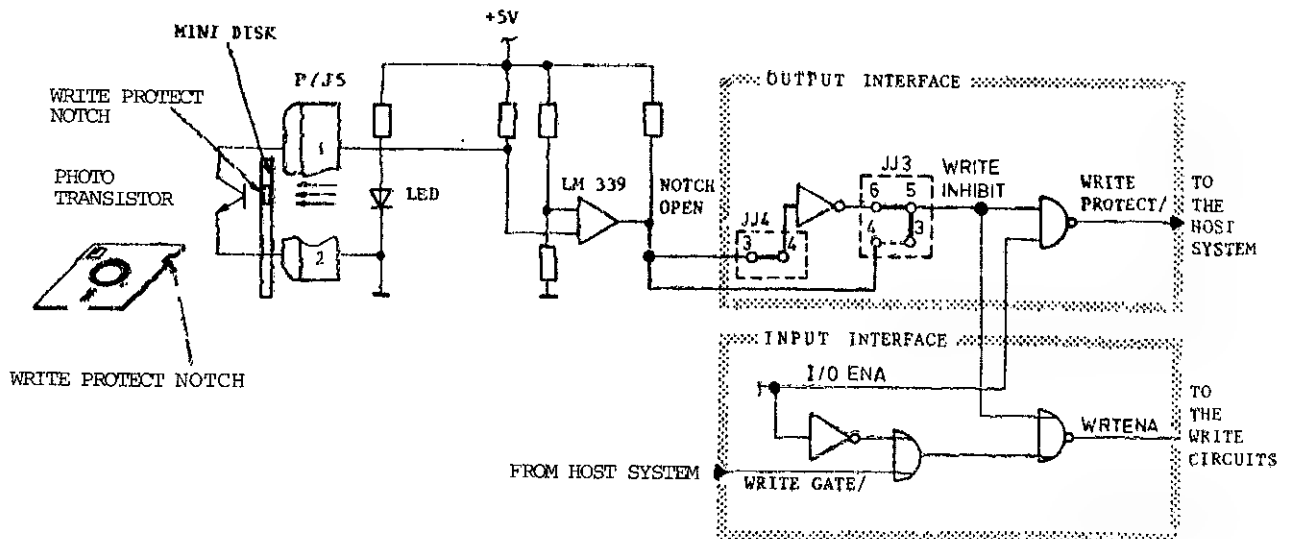 MINI DISK
+5V
P/J5
WRITE PROTECT
NOTCH
1
PHOTO
TRANSISTOR
LED
LM 339
NOTCH
OPEN
2
WRITE PROTECT NOTCH
OUTPUT INTERFACE
JJ3
6 5
4 3
WRITE
INHIBIT
JJ4
3 4
WRITE
PROTECT/
TO
THE
HOST
SYSTEM
INPUT INTERFACE
I/O ENA
FROM HOST SYSTEM
WRITE GATE/
WRTENA
TO
THE
WRITE
CIRCUITS